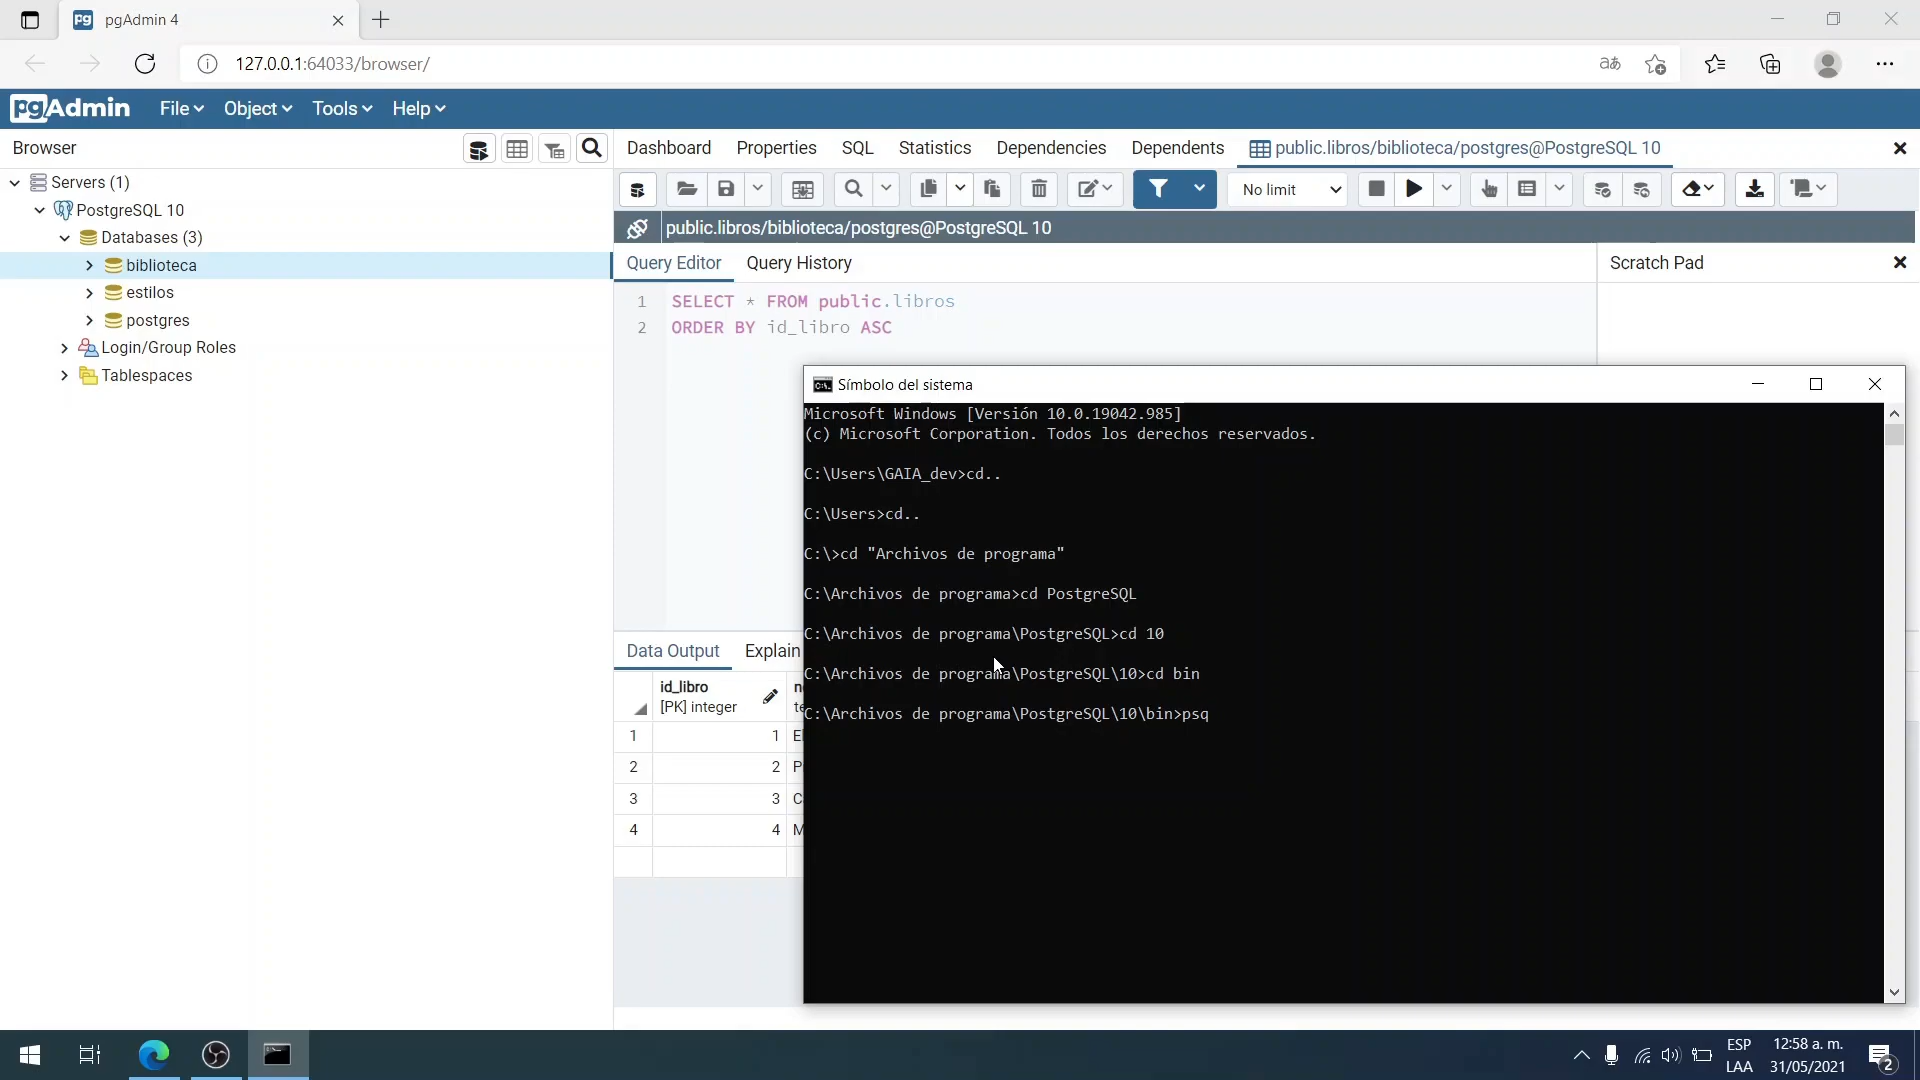 pgAdmin 4
127.0.0.1:64033/browser/
pgAdmin File Object Tools Help
Browser
Servers (1)
PostgreSQL 10
Databases (3)
biblioteca
estilos
postgres
Login/Group Roles
Tablespaces
Dashboard Properties SQL Statistics Dependencies Dependents public.libros/biblioteca/postgres@PostgreSQL 10
No limit
public.libros/biblioteca/postgres@PostgreSQL 10
Query Editor Query History
Scratch Pad
1 SELECT * FROM public.libros
2 ORDER BY id_libro ASC
Data Output Explain
id_libro
[PK] integer
1 1
2 2
3 3
4 4
Símbolo del sistema
Microsoft Windows [Versión 10.0.19042.985]
(c) Microsoft Corporation. Todos los derechos reservados.
C:\Users\GAIA_dev>cd..
C:\Users>cd..
C:\>cd "Archivos de programa"
C:\Archivos de programa>cd PostgreSQL
C:\Archivos de programa\PostgreSQL>cd 10
C:\Archivos de programa\PostgreSQL\10>cd bin
C:\Archivos de programa\PostgreSQL\10\bin>psq
ESP
LAA
12:58 a. m.
31/05/2021
2